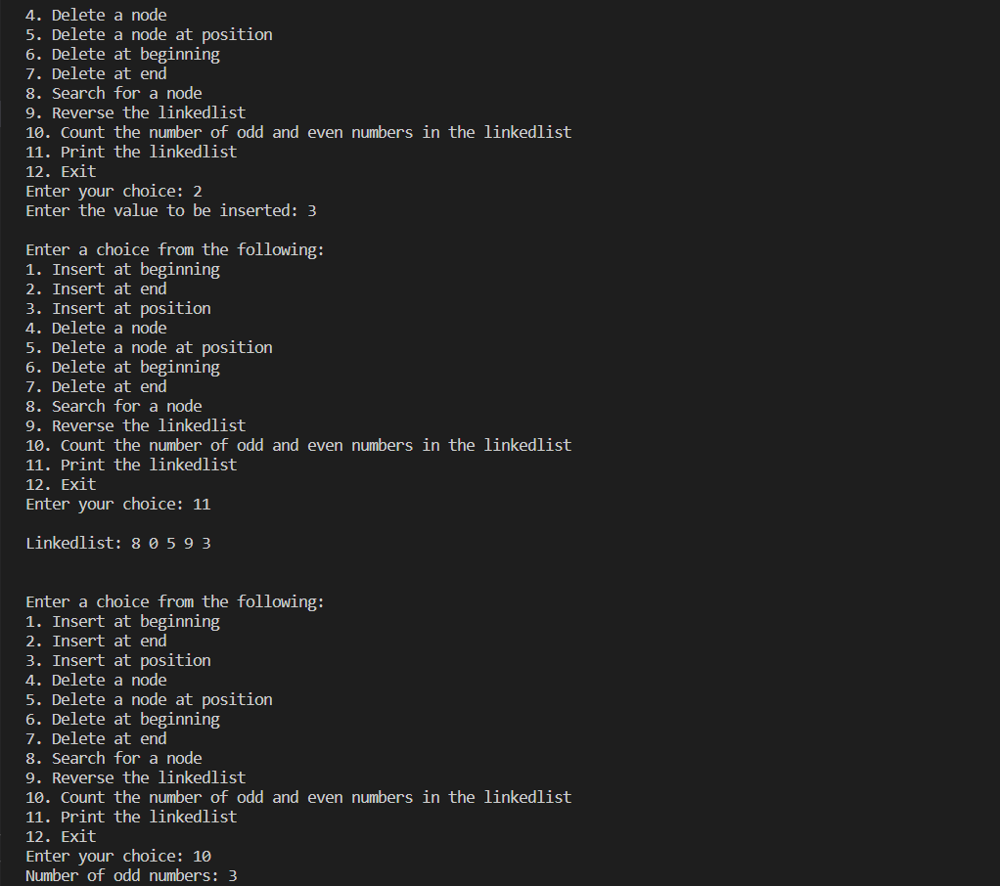 4. Delete a node
5. Delete a node at position
6. Delete at beginning
7. Delete at end
8. Search for a node
9. Reverse the linkedlist
10. Count the number of odd and even numbers in the linkedlist
11. Print the linkedlist
12. Exit
Enter your choice: 2
Enter the value to be inserted: 3
Enter a choice from the following:
1. Insert at beginning
2. Insert at end
3. Insert at position
4. Delete a node
5. Delete a node at position
6. Delete at beginning
7. Delete at end
8. Search for a node
9. Reverse the linkedlist
10. Count the number of odd and even numbers in the linkedlist
11. Print the linkedlist
12. Exit
Enter your choice: 11
Linkedlist: 8 0 5 9 3
Enter a choice from the following:
1. Insert at beginning
2. Insert at end
3. Insert at position
4. Delete a node
5. Delete a node at position
6. Delete at beginning
7. Delete at end
8. Search for a node
9. Reverse the linkedlist
10. Count the number of odd and even numbers in the linkedlist
11. Print the linkedlist
12. Exit
Enter your choice: 10
Number of odd numbers: 3